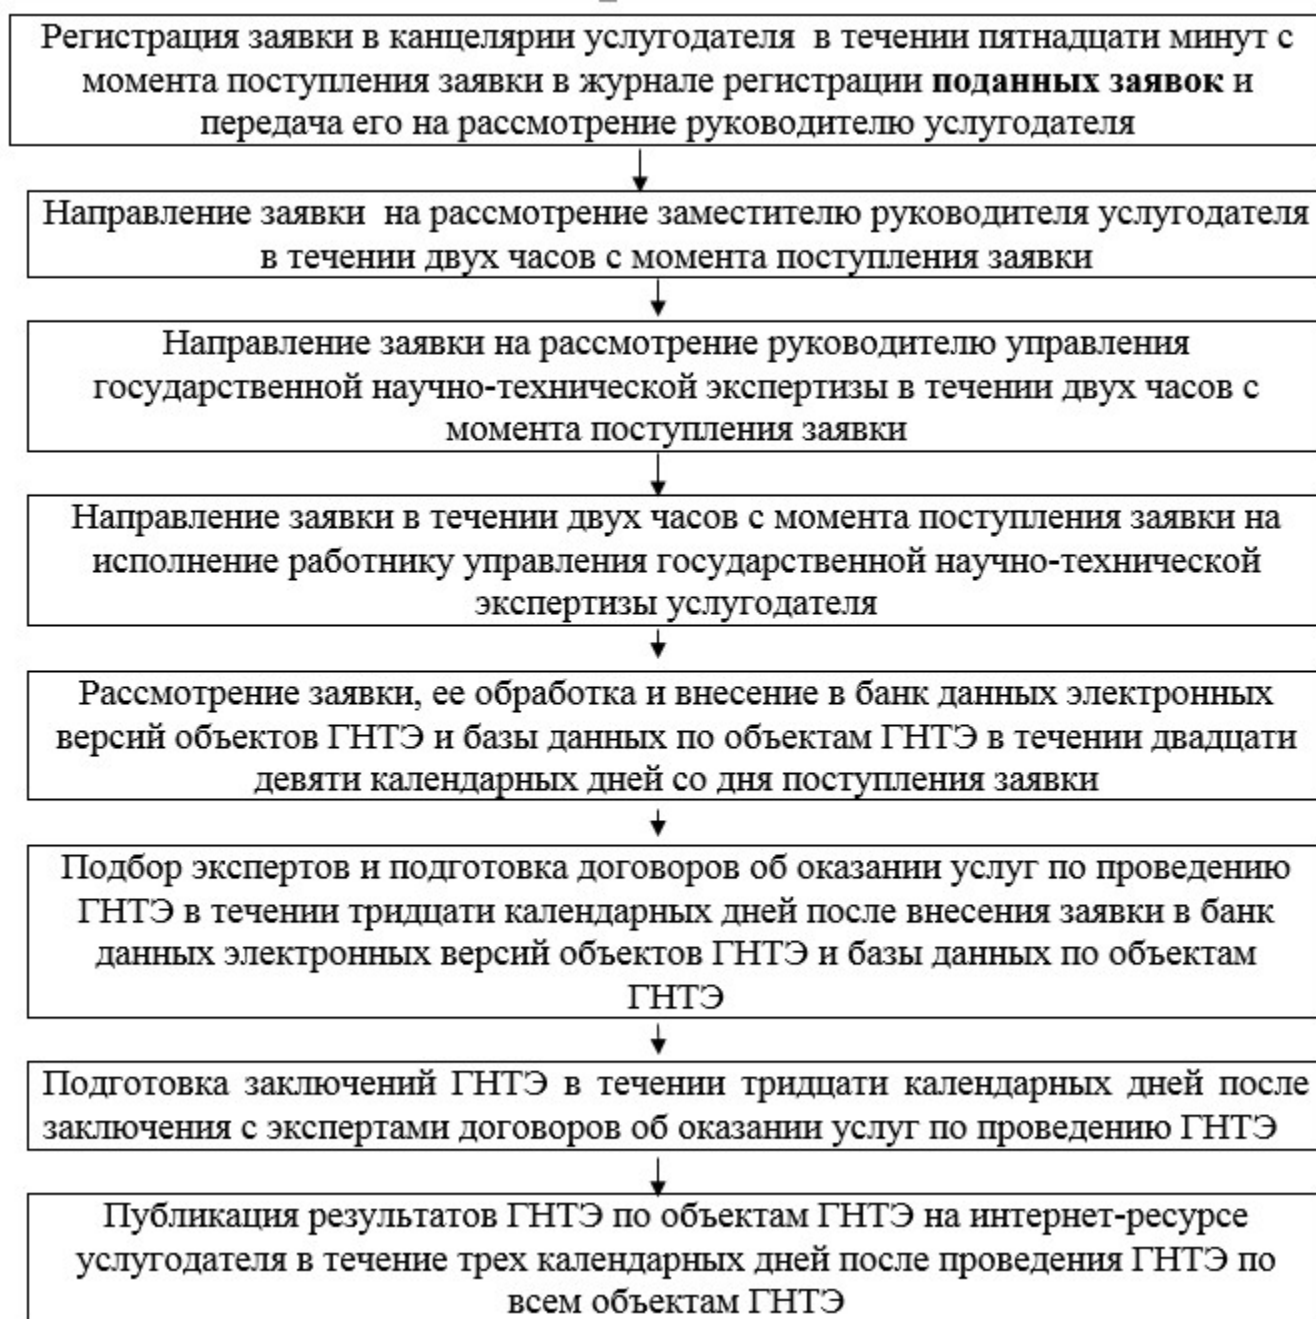 Регистрация заявки в канцелярии услугодателя в течении пятнадцати минут с
момента поступления заявки в журнале регистрации поданных заявок и
передача его на рассмотрение руководителю услугодателя
Направление заявки на рассмотрение заместителю руководителя услугодателя
в течении двух часов с момента поступления заявки
Направление заявки на рассмотрение руководителю управления
государственной научно-технической экспертизы в течении двух часов с
момента поступления заявки
Направление заявки в течении двух часов с момента поступления заявки на
исполнение работнику управления государственной научно-технической
экспертизы услугодателя
Рассмотрение заявки, ее обработка и внесение в банк данных электронных
версий объектов ГНТЭ и базы данных по объектам ГНТЭ в течении двадцати
девяти календарных дней со дня поступления заявки
Подбор экспертов и подготовка договоров об оказании услуг по проведению
ГНТЭ в течении тридцати календарных дней после внесения заявки в банк
данных электронных версий объектов ГНТЭ и базы данных по объектам
ГНТЭ
Подготовка заключений ГНТЭ в течении тридцати календарных дней после
заключения с экспертами договоров об оказании услуг по проведению ГНТЭ
Публикация результатов ГНТЭ по объектам ГНТЭ на интернет-ресурсе
услугодателя в течение трех календарных дней после проведения ГНТЭ по
всем объектам ГНТЭ